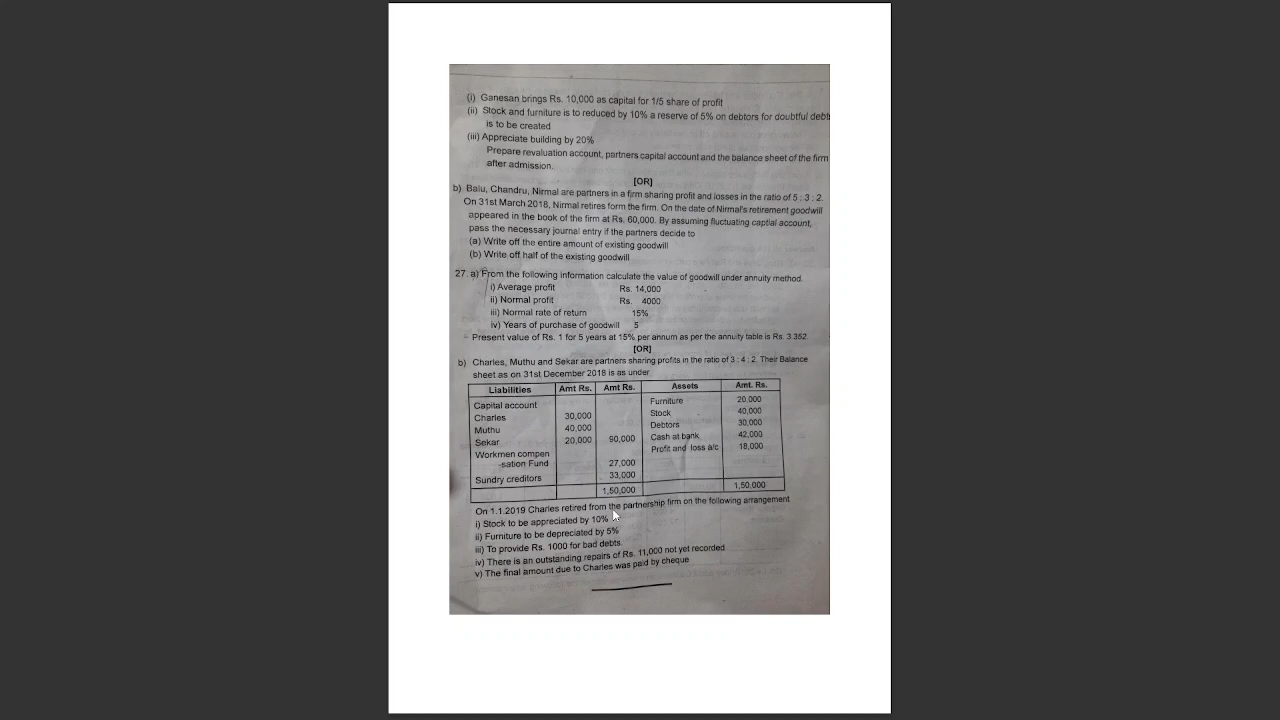 (i) Ganesan brings Rs. 10,000 as capital for 1/5 share of profit
(ii) Stock and furniture is to reduced by 10% a reserve of 5% on debtors for doubtful debts
is to be created
(iii) Appreciate building by 20%
Prepare revaluation account, partners capital account and the balance sheet of the firm
after admission.
[OR]
b) Balu, Chandru, Nirmal are partners in a firm sharing profit and losses in the ratio of 5 : 3 : 2.
On 31st March 2018, Nirmal retires form the firm. On the date of Nirmal's retirement goodwill
appeared in the book of the firm at Rs. 60,000. By assuming fluctuating captial account,
pass the necessary journal entry if the partners decide to
(a) Write off the entire amount of existing goodwill
(b) Write off half of the existing goodwill
27. a) From the following information calculate the value of goodwill under annuity method.
i) Average profit Rs. 14,000
ii) Normal profit Rs. 4000
iii) Normal rate of return 15%
iv) Years of purchase of goodwill 5
Present value of Rs. 1 for 5 years at 15% per annum as per the annuity table is Rs. 3.352.
[OR]
b) Charles, Muthu and Sekar are partners sharing profits in the ratio of 3 : 4 : 2. Their Balance
sheet as on 31st December 2018 is as under
Liabilities Amt Rs. Amt Rs. Assets Amt. Rs.
Capital account Furniture 20,000
Charles 30,000 Stock 40,000
Muthu 40,000 Debtors 30,000
Sekar 20,000 90,000 Cash at bank 42,000
Workmen compen Profit and loss a/c 18,000
-sation Fund 27,000
Sundry creditors 33,000
1,50,000 1,50,000
On 1.1.2019 Charles retired from the partnership firm on the following arrangement
i) Stock to be appreciated by 10%
ii) Furniture to be depreciated by 5%
iii) To provide Rs. 1000 for bad debts.
iv) There is an outstanding repairs of Rs. 11,000 not yet recorded
v) The final amount due to Charles was paid by cheque